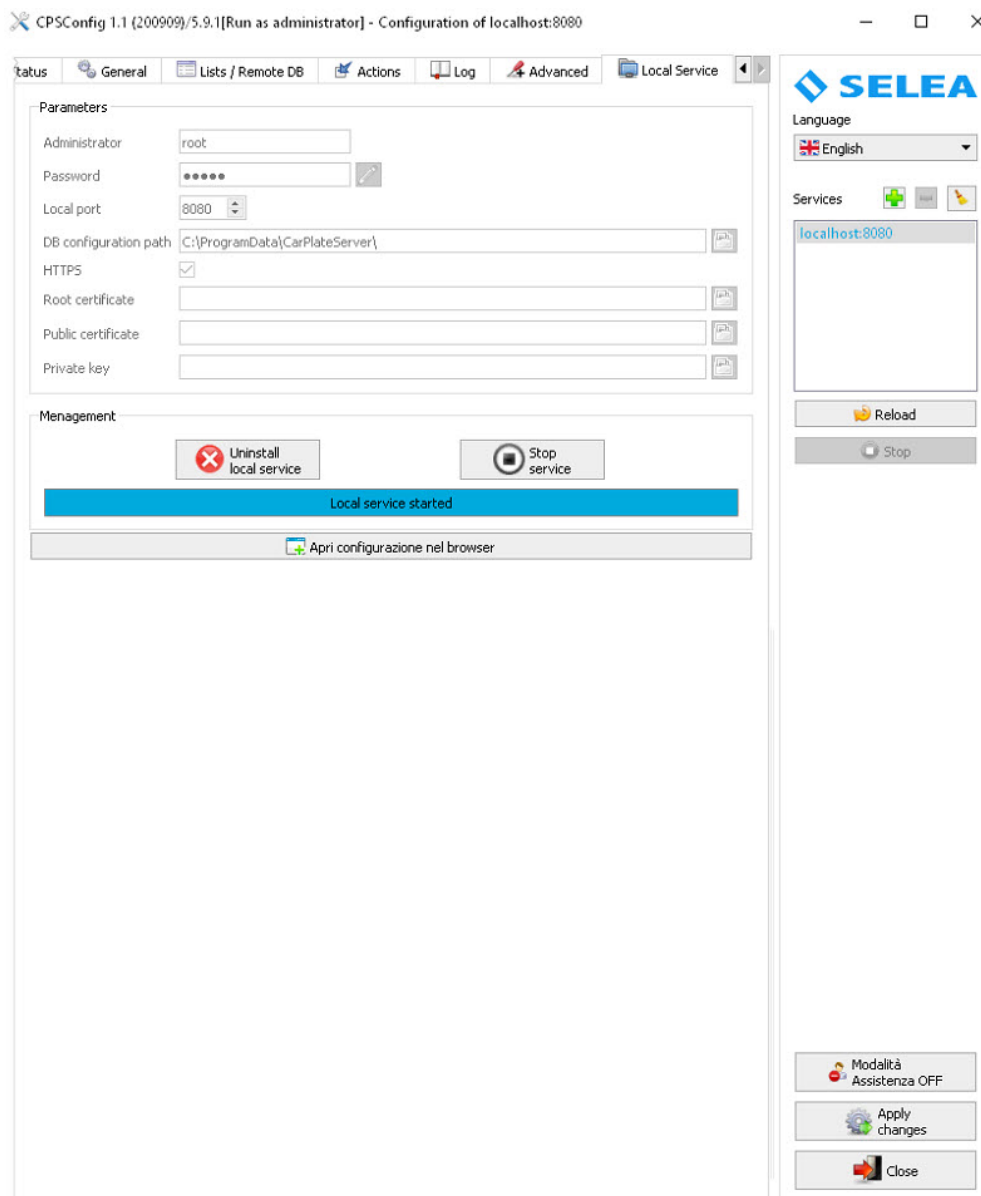 CPSConfig 1.1 (200909)/5.9.1[Run as administrator] - Configuration of localhost:8080
tatus General Lists / Remote DB Actions Log Advanced Local Service
SELEA
Language
English
Services
localhost:8080
Reload
Stop
Parameters
Administrator root
Password •••••
Local port 8080
DB configuration path C:\ProgramData\CarPlateServer\
HTTPS
Root certificate
Public certificate
Private key
Menagement
Uninstall
local service
Stop
service
Local service started
Apri configurazione nel browser
Modalità
Assistenza OFF
Apply
changes
Close